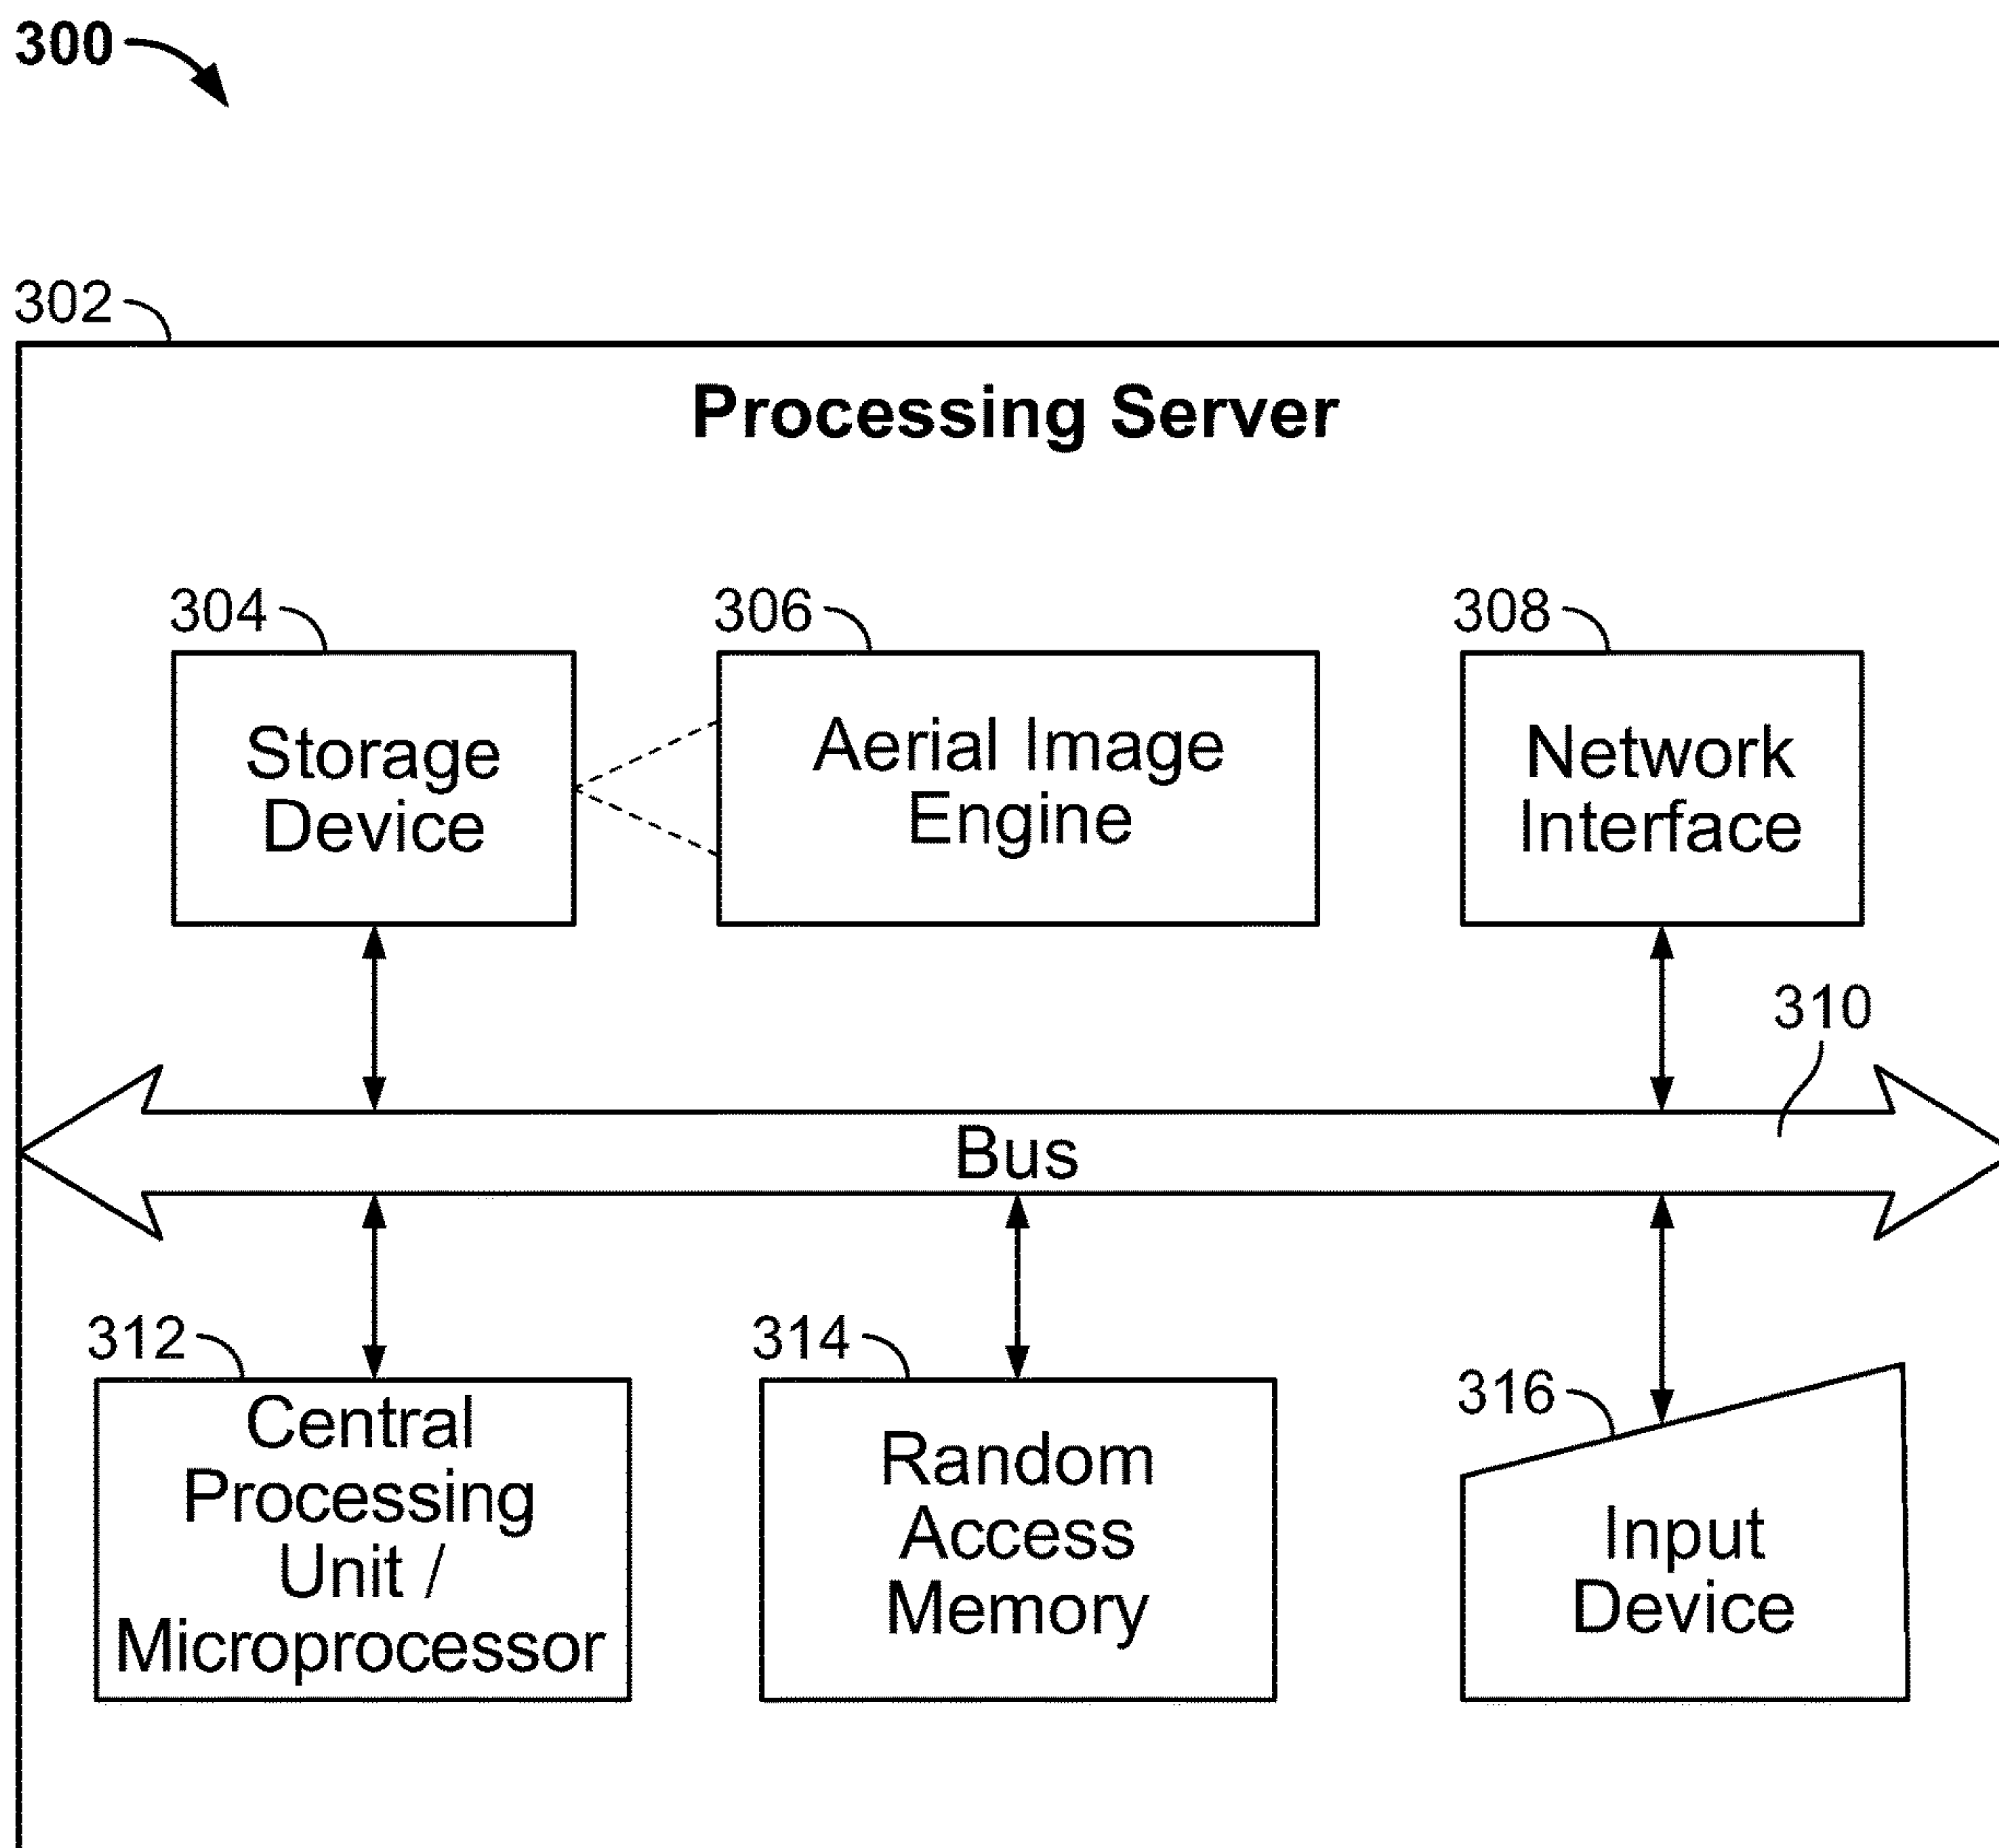 300
302
Processing Server
304
306
308
Storage
Device
Aerial Image
Engine
Network
Interface
310
Bus
312
314
316
Central
Processing
Unit /
Microprocessor
Random
Access
Memory
Input
Device